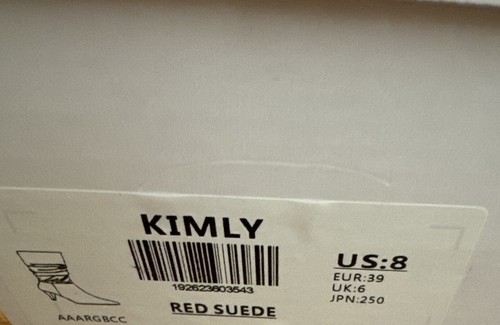 KIMLY
192623603543
US:8
EUR:39
UK:6
JPN:250
RED SUEDE
AAARGBCC